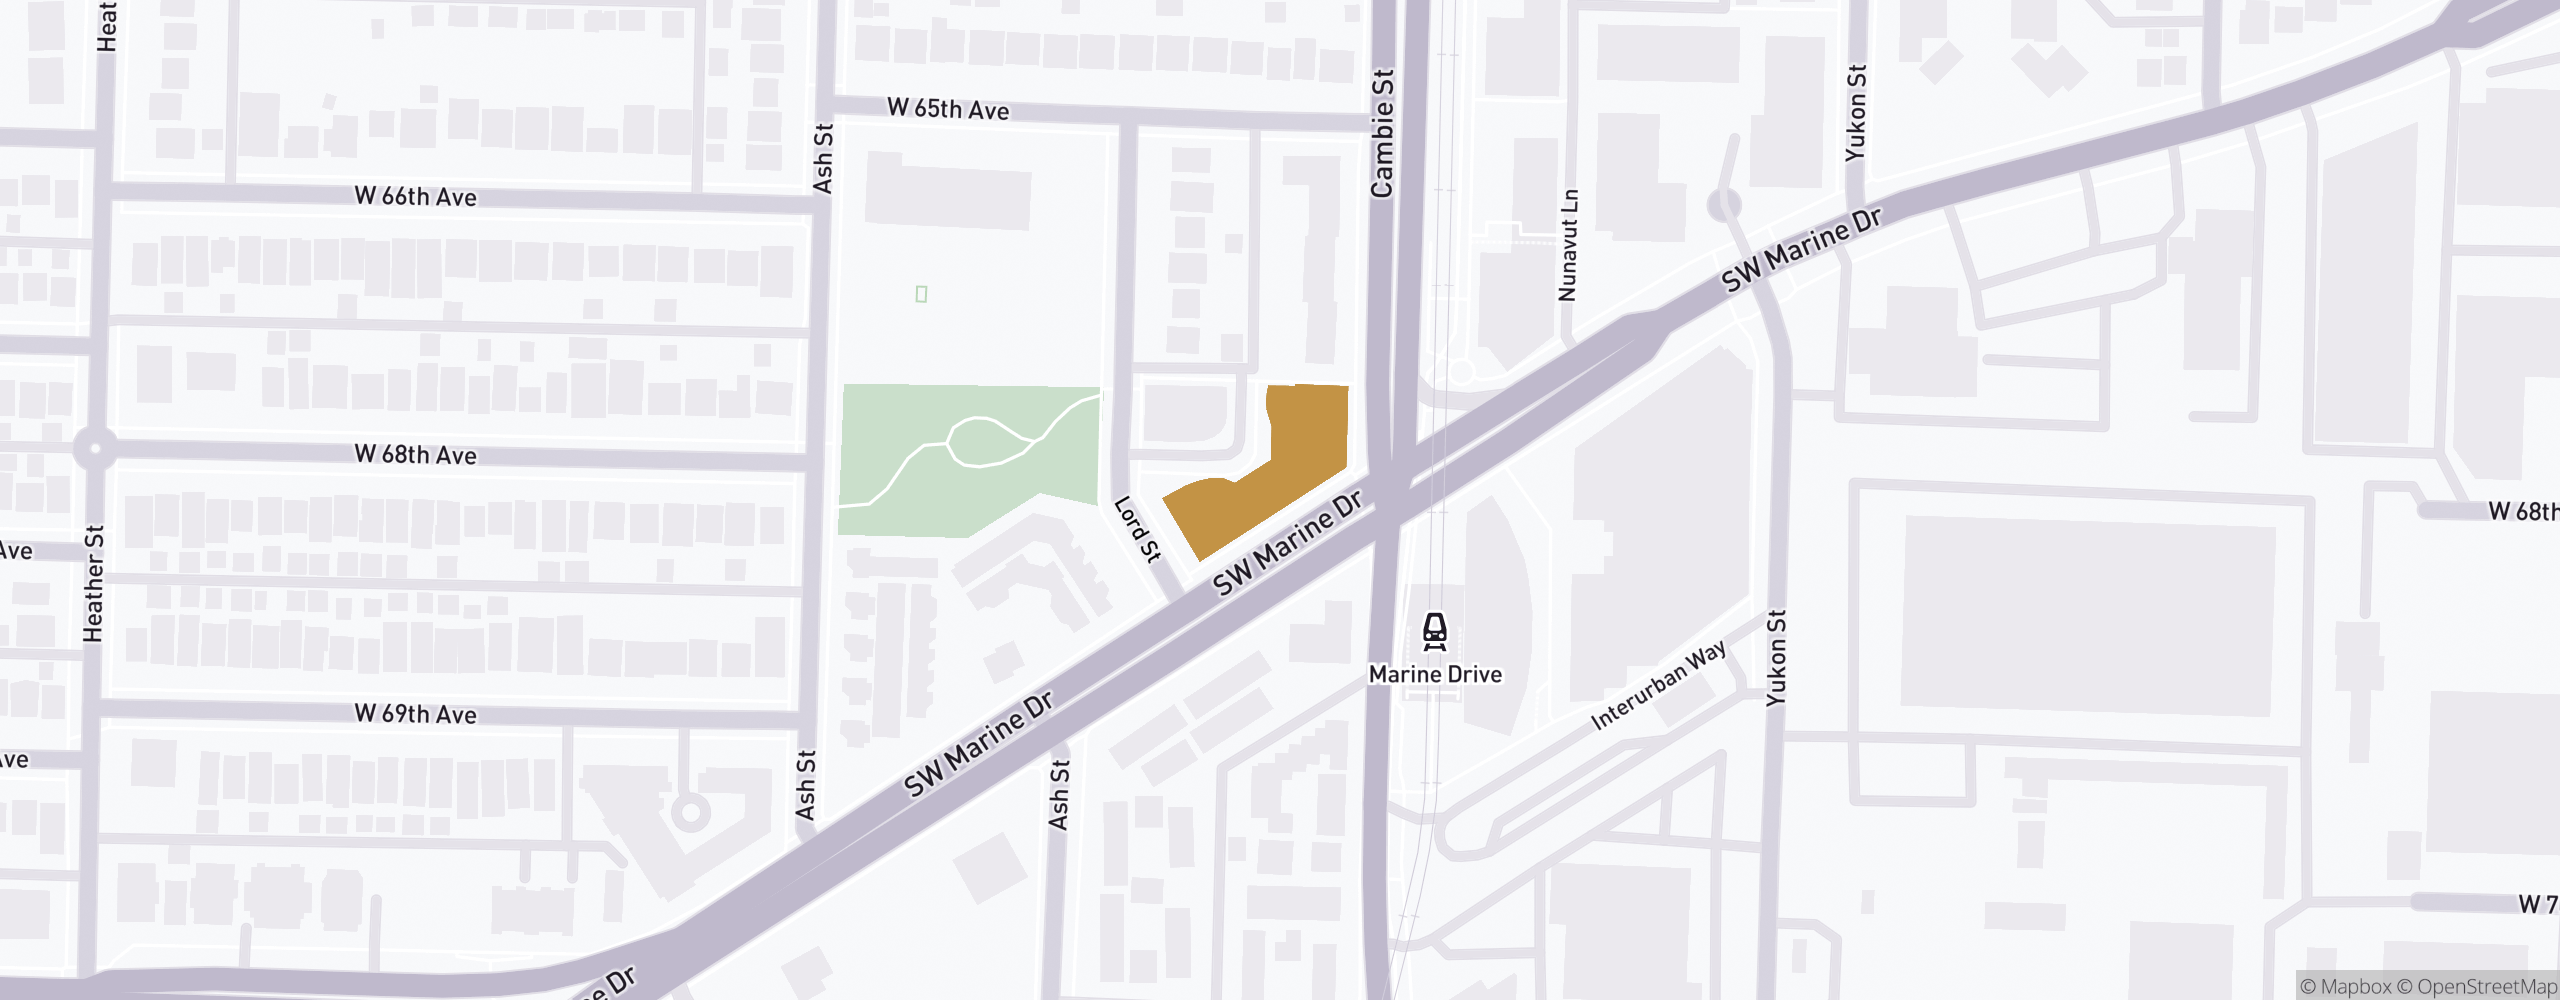 Heat
W 65th Ave
Cambie St
Yukon St
Ash St
W 66th Ave
Nunavut Ln
SW Marine Dr
W 68th Ave
Lord St
SW Marine Dr
W 68th
Ave
Heather St
Marine Drive
Interurban Way
Yukon St
W 69th Ave
SW Marine Dr
Ave
Ash St
Ash St
W 7
ne Dr
© Mapbox © OpenStreetMap